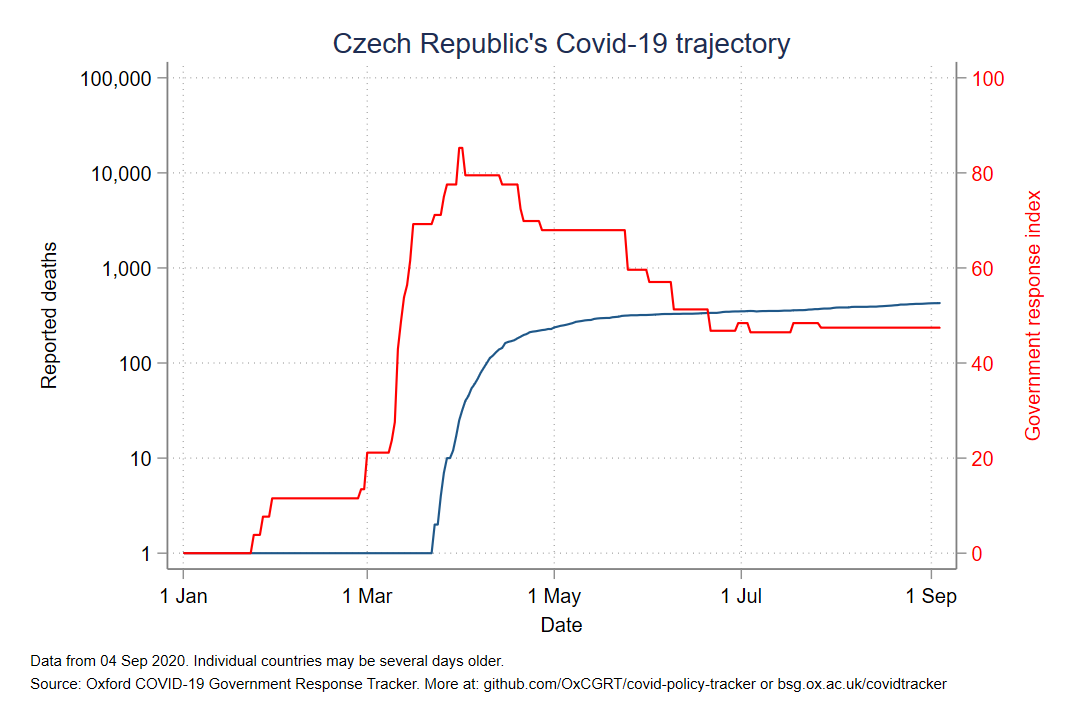 Czech Republic's Covid-19 trajectory
100,000
10,000
1,000
100
10
1
Reported deaths
100
80
60
40
20
0
Government response index
1 Jan
1 Mar
1 May
1 Jul
1 Sep
Date
Data from 04 Sep 2020. Individual countries may be several days older.
Source: Oxford COVID-19 Government Response Tracker. More at: github.com/OxCGRT/covid-policy-tracker or bsg.ox.ac.uk/covidtracker